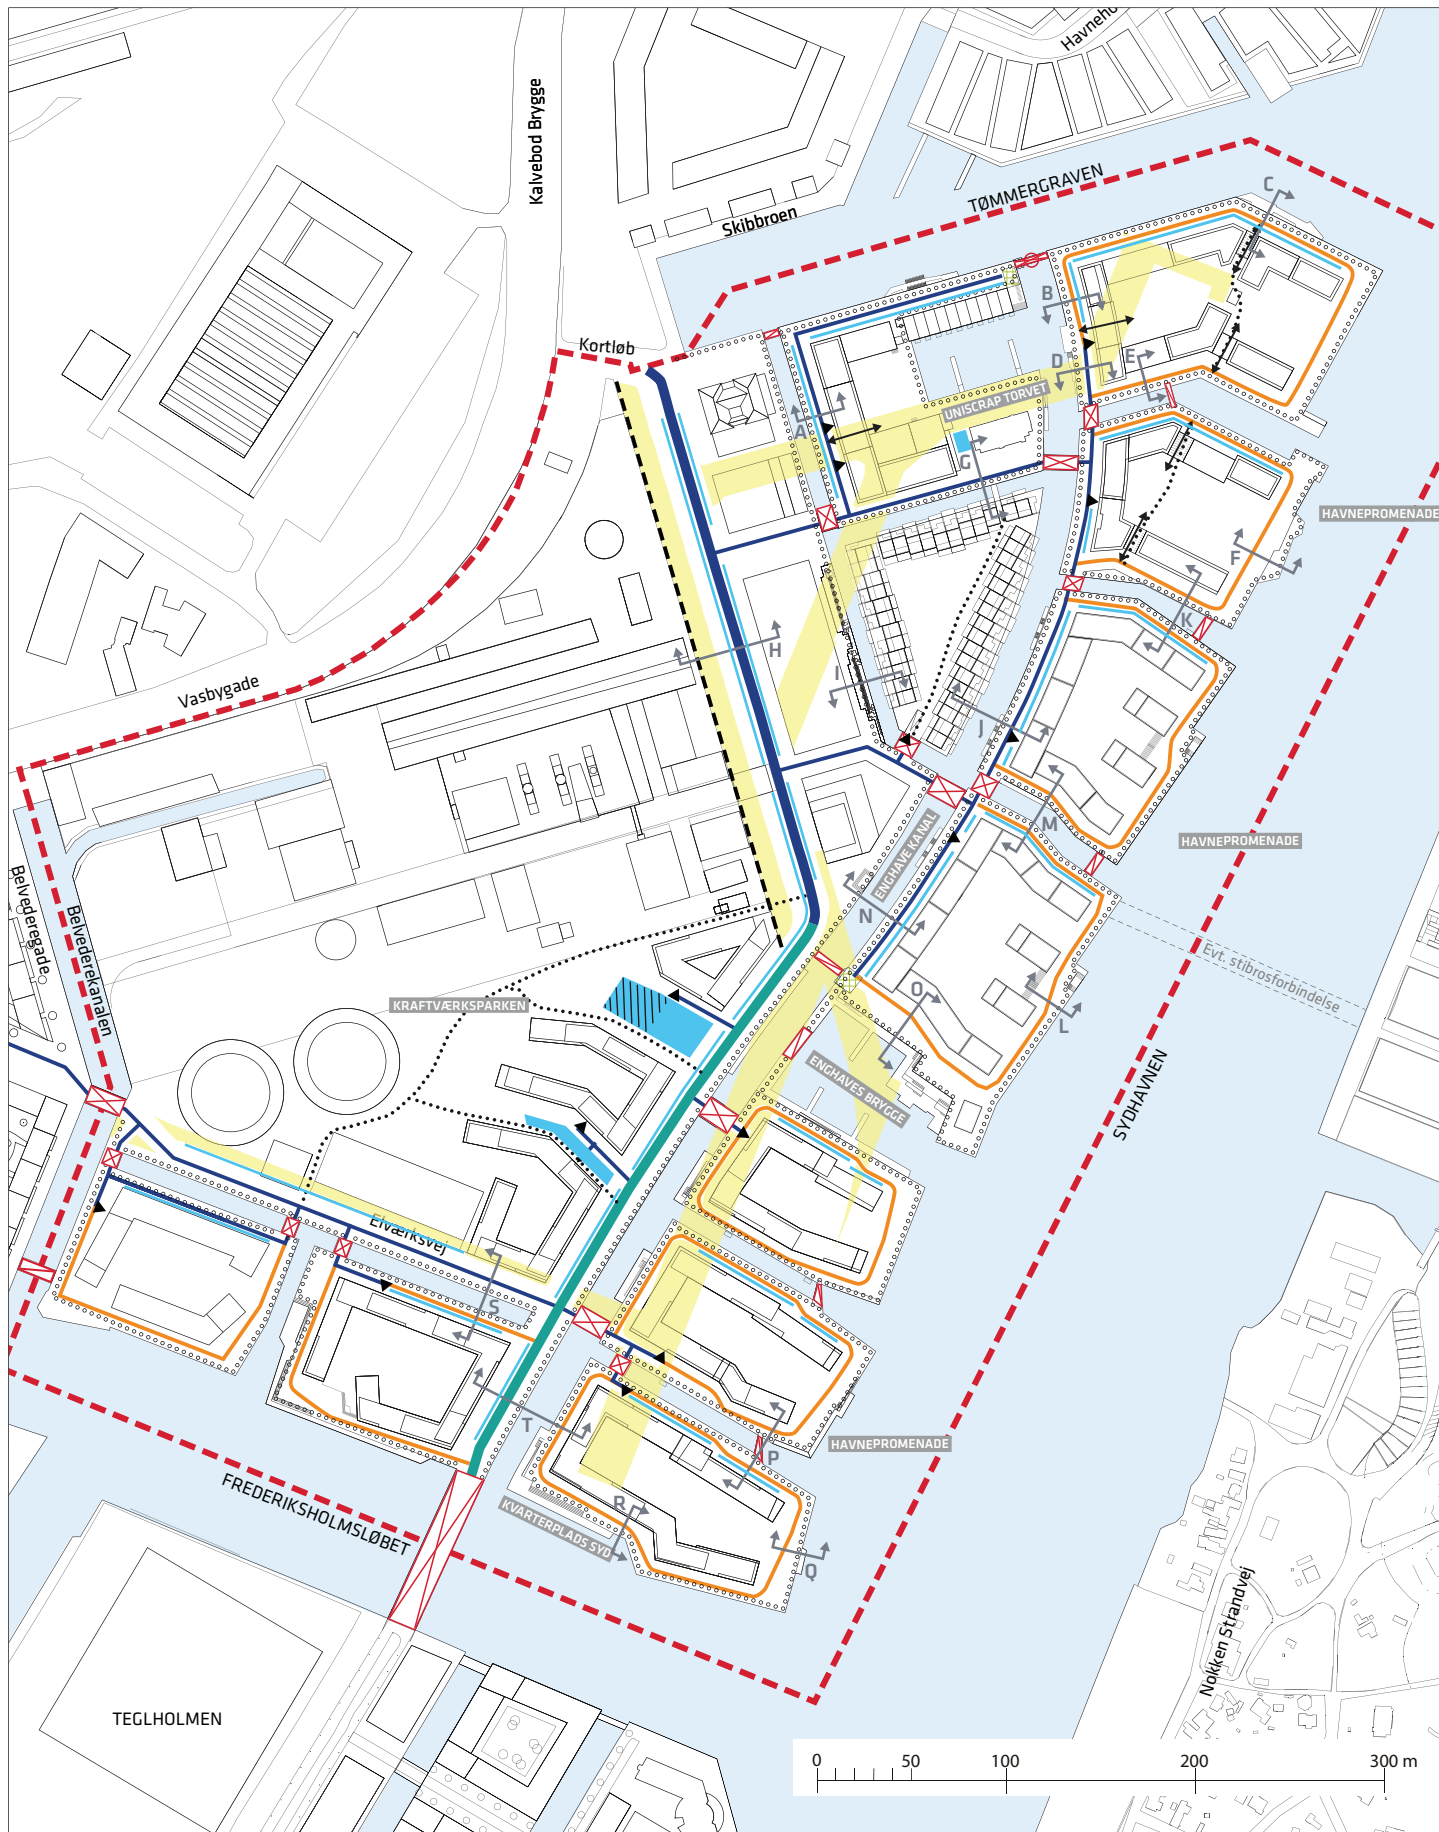 Havneho
Kalvebod Brygge
TØMMERGRAVEN
C
Skibbroen
B
Kortløb
D
E
UNISCRAP TORVET
A
G
HAVNEPROMENADE
F
K
H
I
Vasbygade
J
M
HAVNEPROMENADE
ENGHAVE KANAL
Belvederegade
Belvederekanalen
N
Evt. stibrosforbindelse
O
KRAFTVÆRKSPARKEN
L
ENGHAVES BRYGGE
SYDHAVNEN
Elværksvej
S
T
HAVNEPROMENADE
P
R
KVARTERPLADS SYD
FREDERIKSHOLMSLØBET
Q
Nokken Strandvej
TEGLHOLMEN
0 50 100 200 300 m